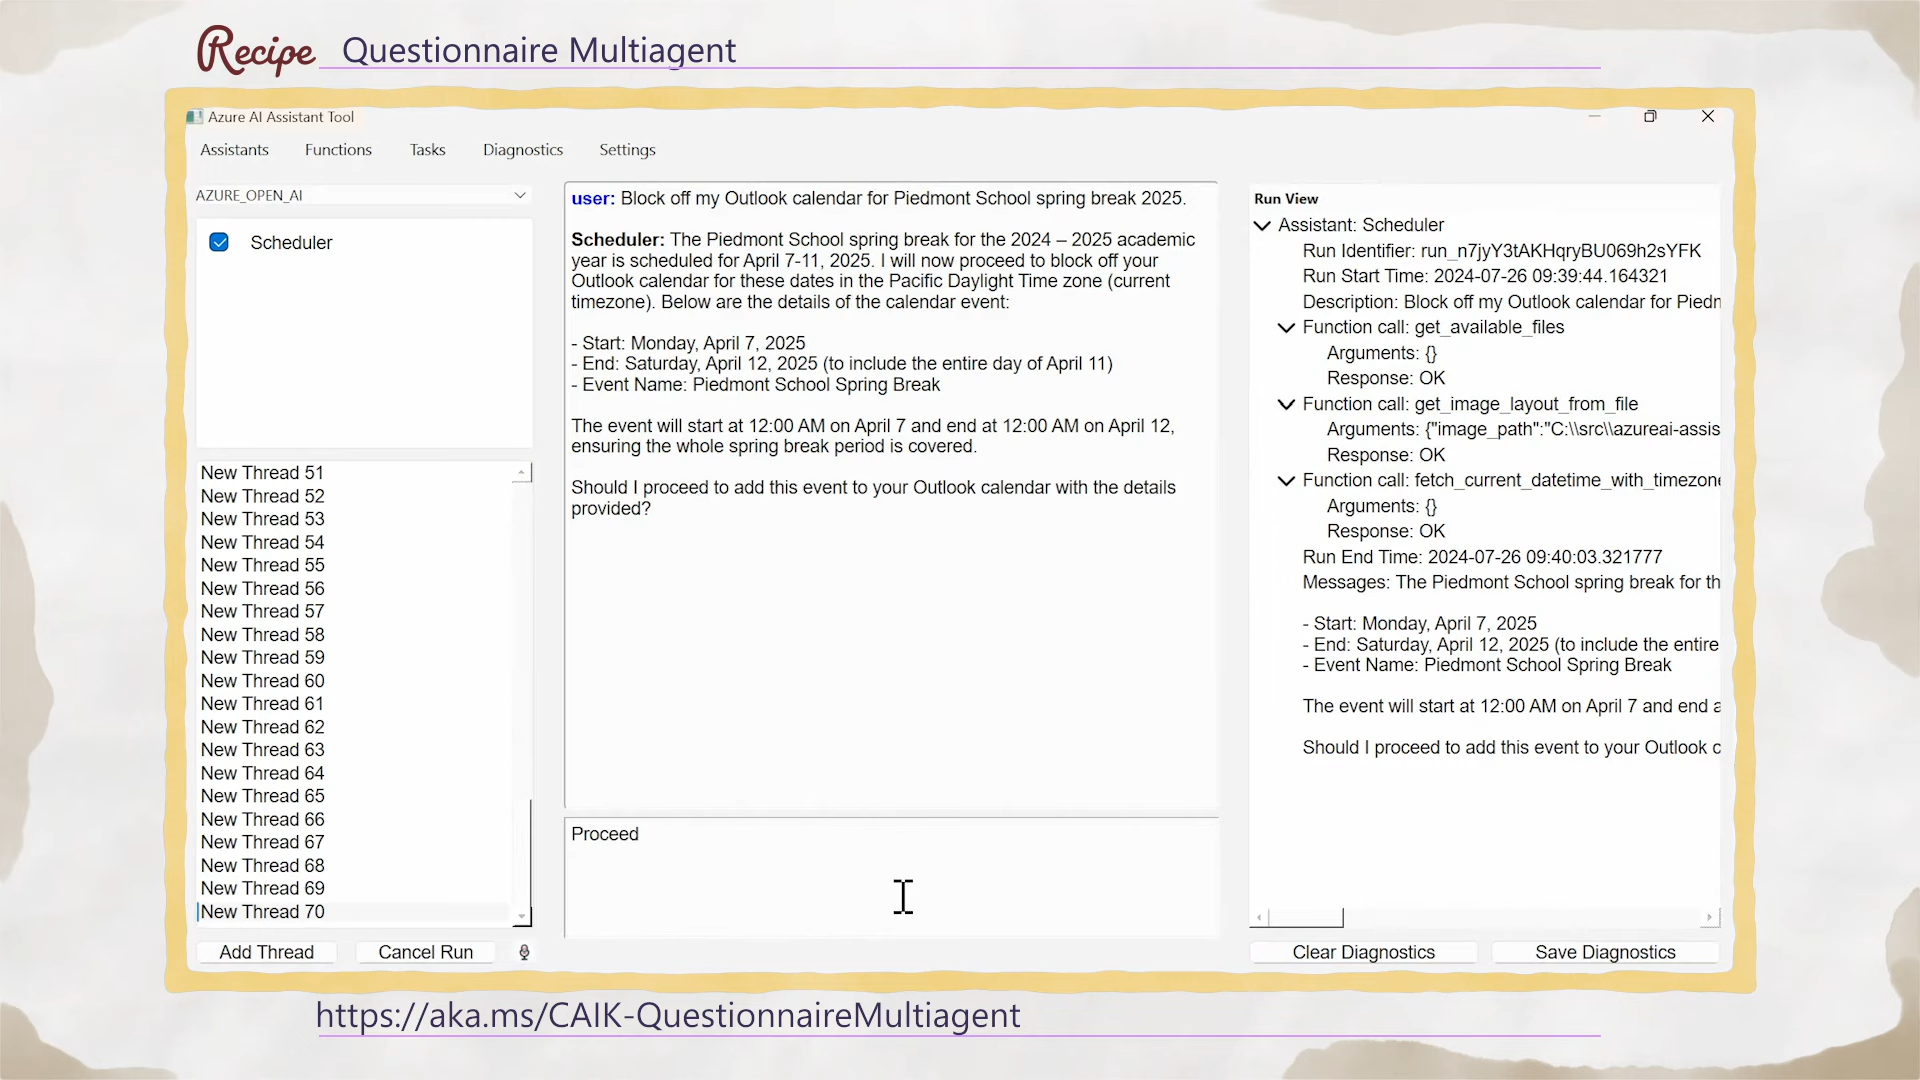 Recipe Questionnaire Multiagent
Azure AI Assistant Tool
Assistants Functions Tasks Diagnostics Settings
AZURE_OPEN_AI
Scheduler
New Thread 51
New Thread 52
New Thread 53
New Thread 54
New Thread 55
New Thread 56
New Thread 57
New Thread 58
New Thread 59
New Thread 60
New Thread 61
New Thread 62
New Thread 63
New Thread 64
New Thread 65
New Thread 66
New Thread 67
New Thread 68
New Thread 69
New Thread 70
Add Thread Cancel Run
user: Block off my Outlook calendar for Piedmont School spring break 2025.
Scheduler: The Piedmont School spring break for the 2024 – 2025 academic
year is scheduled for April 7-11, 2025. I will now proceed to block off your
Outlook calendar for these dates in the Pacific Daylight Time zone (current
timezone). Below are the details of the calendar event:
- Start: Monday, April 7, 2025
- End: Saturday, April 12, 2025 (to include the entire day of April 11)
- Event Name: Piedmont School Spring Break
The event will start at 12:00 AM on April 7 and end at 12:00 AM on April 12,
ensuring the whole spring break period is covered.
Should I proceed to add this event to your Outlook calendar with the details
provided?
Proceed
Run View
Assistant: Scheduler
Run Identifier: run_n7jyY3tAKHqryBU069h2sYFK
Run Start Time: 2024-07-26 09:39:44.164321
Description: Block off my Outlook calendar for Piedn
Function call: get_available_files
Arguments: {}
Response: OK
Function call: get_image_layout_from_file
Arguments: {"image_path":"C:\\src\\azureai-assis
Response: OK
Function call: fetch_current_datetime_with_timezone
Arguments: {}
Response: OK
Run End Time: 2024-07-26 09:40:03.321777
Messages: The Piedmont School spring break for th
- Start: Monday, April 7, 2025
- End: Saturday, April 12, 2025 (to include the entire
- Event Name: Piedmont School Spring Break
The event will start at 12:00 AM on April 7 and end a
Should I proceed to add this event to your Outlook c
Clear Diagnostics Save Diagnostics
https://aka.ms/CAIK-QuestionnaireMultiagent